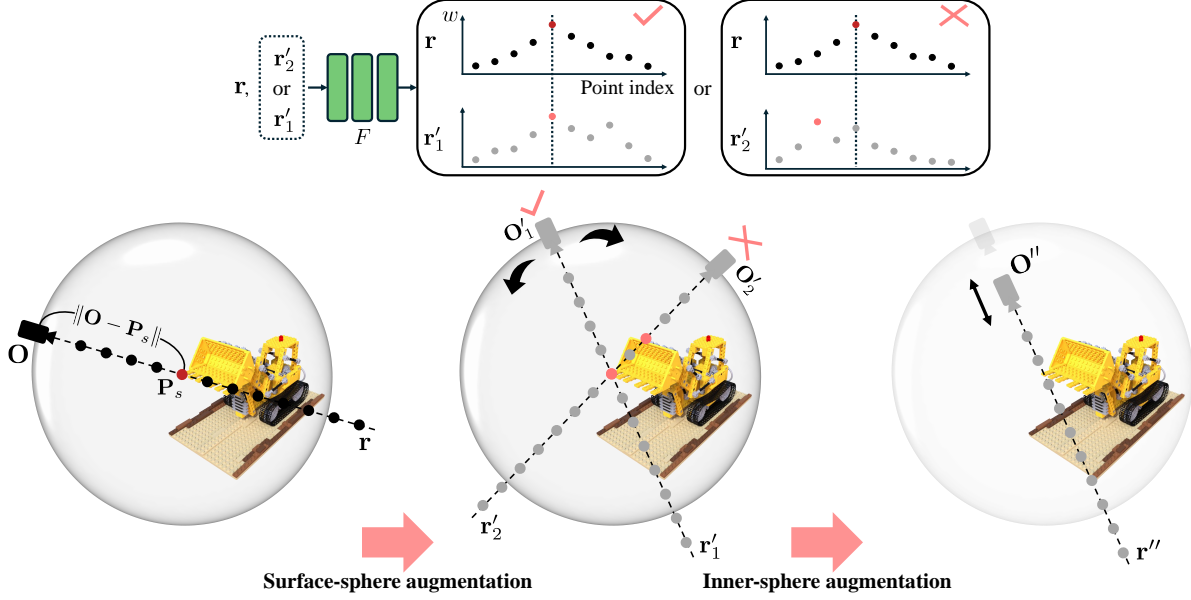 r, r′₂ or r′₁
F
w
r
Point index
r′₁
or
r
r′₂
O
‖O − Pₛ‖
Pₛ
r
O′₁
O′₂
r′₂
r′₁
O″
r″
Surface-sphere augmentation
Inner-sphere augmentation